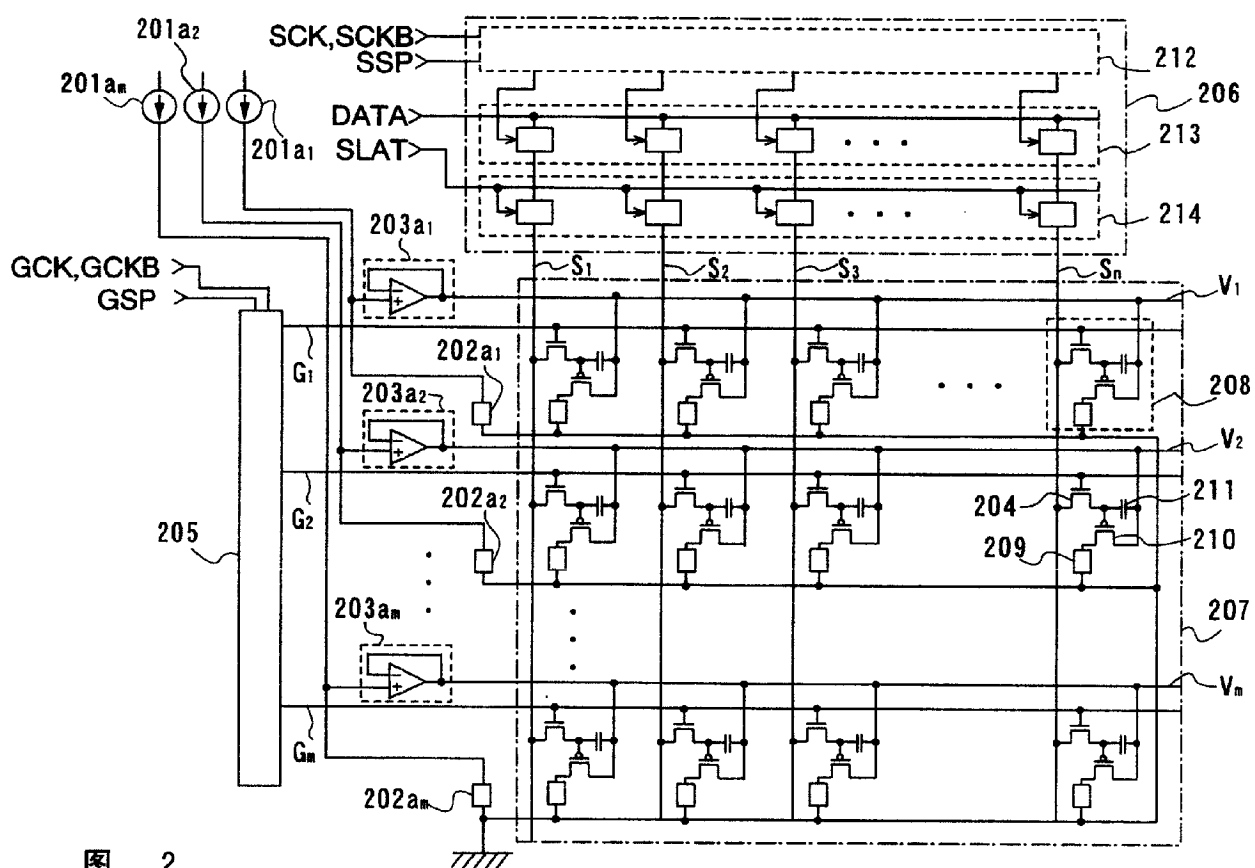 SCK,SCKB
SSP
212
206
201a₂
201aₘ
201a₁
DATA
213
SLAT
214
203a₁
GCK,GCKB
GSP
S₁
S₂
S₃
Sₙ
V₁
G₁
202a₁
208
203a₂
V₂
G₂
202a₂
204
211
210
205
209
203aₘ
207
Vₘ
Gₘ
202aₘ
图 2